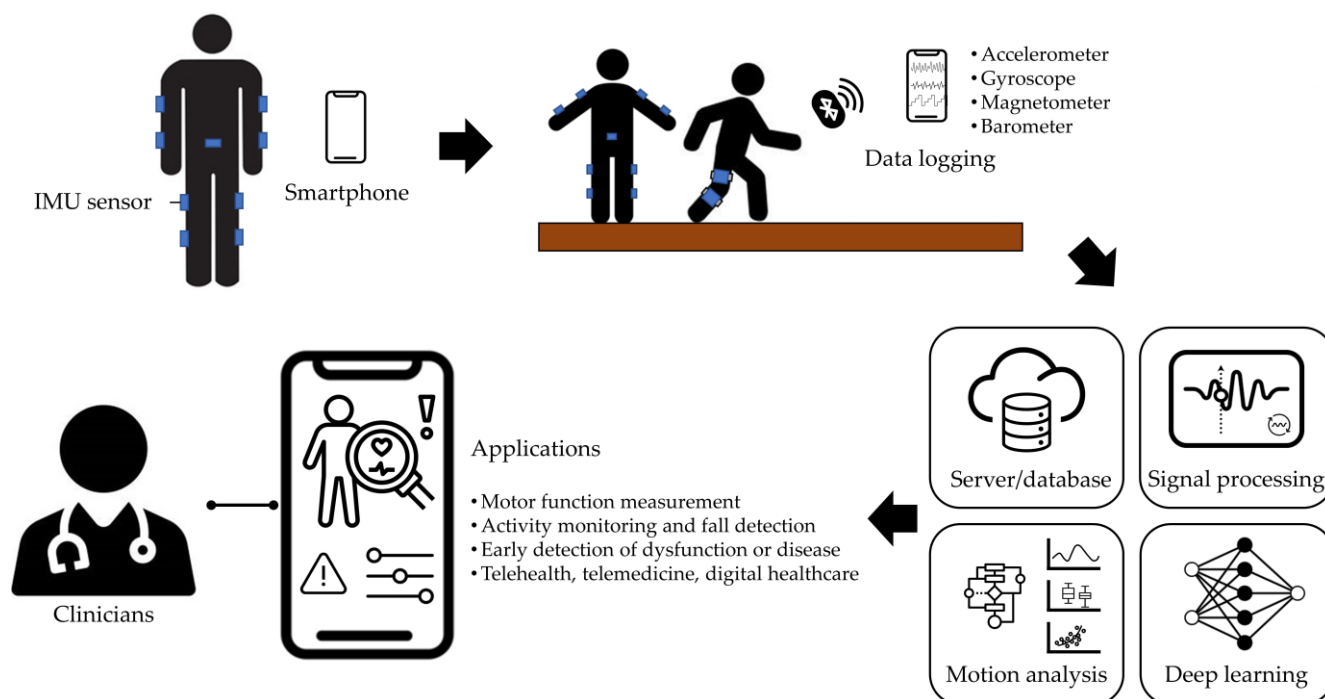 IMU sensor
Smartphone
• Accelerometer
• Gyroscope
• Magnetometer
• Barometer
Data logging
Server/database
Signal processing
Motion analysis
Deep learning
Applications
• Motor function measurement
• Activity monitoring and fall detection
• Early detection of dysfunction or disease
• Telehealth, telemedicine, digital healthcare
Clinicians